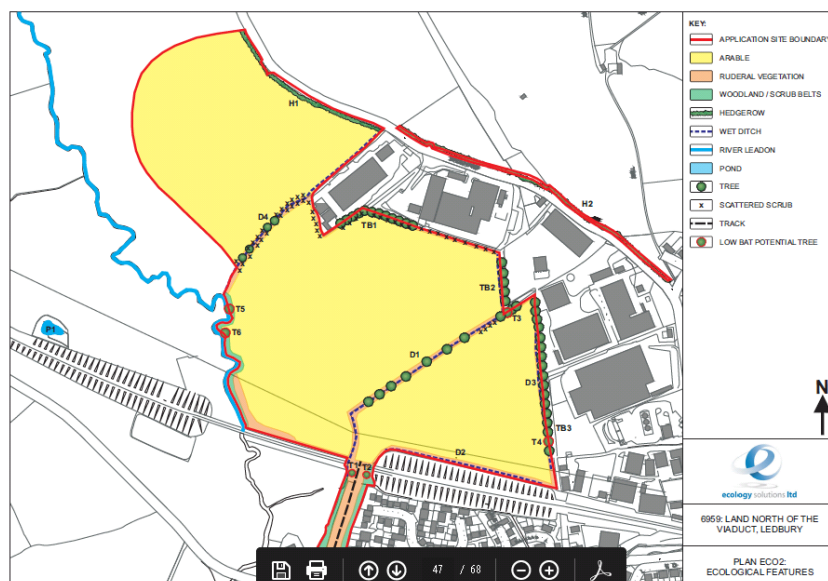 KEY:
APPLICATION SITE BOUNDARY
ARABLE
RUDERAL VEGETATION
WOODLAND / SCRUB BELTS
HEDGEROW
WET DITCH
RIVER LEADON
POND
TREE
SCATTERED SCRUB
TRACK
LOW BAT POTENTIAL TREE
H1
H2
D4
TB1
TB2
T3
T5
T6
P1
D1
D3
TB3
T4
D2
T1
T2
N
ecology solutions ltd
6959: LAND NORTH OF THE
VIADUCT, LEDBURY
PLAN ECO2:
ECOLOGICAL FEATURES
47 / 68